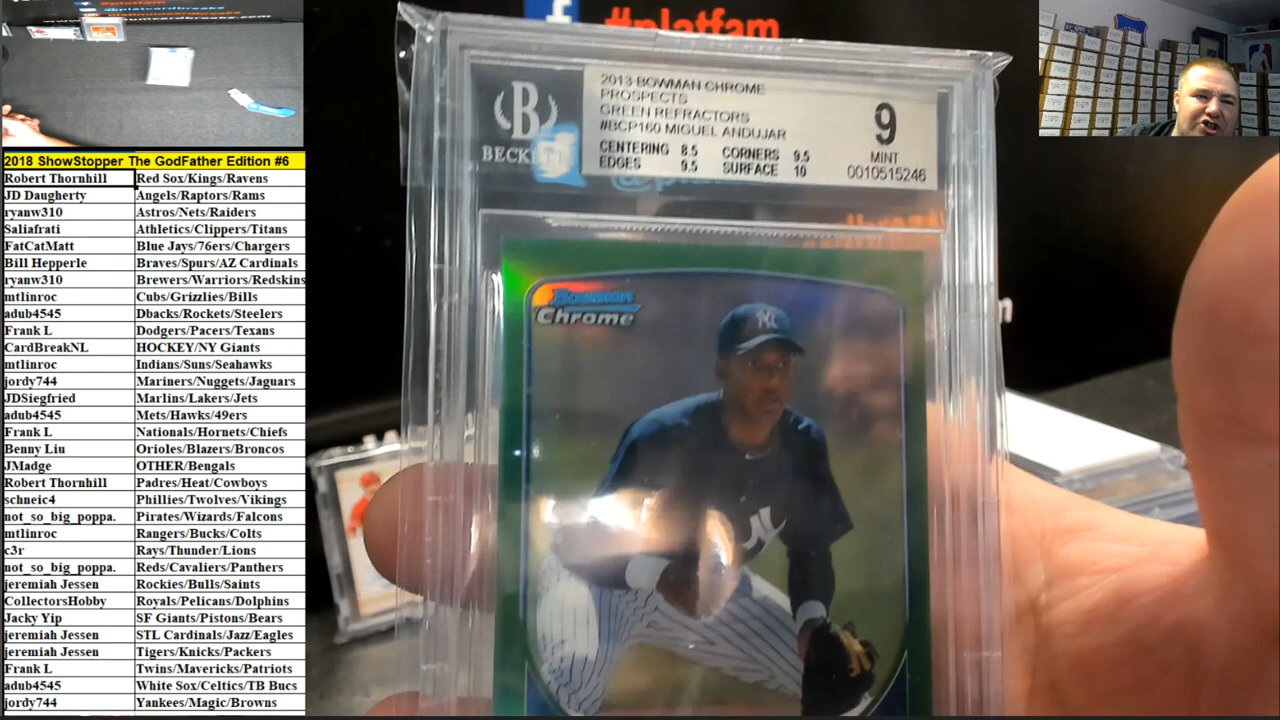 #platfam
2013 BOWMAN CHROME
PROSPECTS
GREEN REFRACTORS
#BCP160 MIGUEL ANDUJAR
CENTERING 8.5 CORNERS 9.5
EDGES 9.5 SURFACE 10
9
MINT
0010515246
BECKETT
Bowman
Chrome
NY
2018 ShowStopper The GodFather Edition #6
Robert Thornhill Red Sox/Kings/Ravens
JD Daugherty Angels/Raptors/Rams
ryanw310 Astros/Nets/Raiders
Saliafrati Athletics/Clippers/Titans
FatCatMatt Blue Jays/76ers/Chargers
Bill Hepperle Braves/Spurs/AZ Cardinals
ryanw310 Brewers/Warriors/Redskins
mtlinroc Cubs/Grizzlies/Bills
adub4545 Dbacks/Rockets/Steelers
Frank L Dodgers/Pacers/Texans
CardBreakNL HOCKEY/NY Giants
mtlinroc Indians/Suns/Seahawks
jordy744 Mariners/Nuggets/Jaguars
JDSiegfried Marlins/Lakers/Jets
adub4545 Mets/Hawks/49ers
Frank L Nationals/Hornets/Chiefs
Benny Liu Orioles/Blazers/Broncos
JMadge OTHER/Bengals
Robert Thornhill Padres/Heat/Cowboys
schneic4 Phillies/Twolves/Vikings
not_so_big_poppa. Pirates/Wizards/Falcons
mtlinroc Rangers/Bucks/Colts
c3r Rays/Thunder/Lions
not_so_big_poppa. Reds/Cavaliers/Panthers
jeremiah Jessen Rockies/Bulls/Saints
CollectorsHobby Royals/Pelicans/Dolphins
Jacky Yip SF Giants/Pistons/Bears
jeremiah Jessen STL Cardinals/Jazz/Eagles
jeremiah Jessen Tigers/Knicks/Packers
Frank L Twins/Mavericks/Patriots
adub4545 White Sox/Celtics/TB Bucs
jordy744 Yankees/Magic/Browns